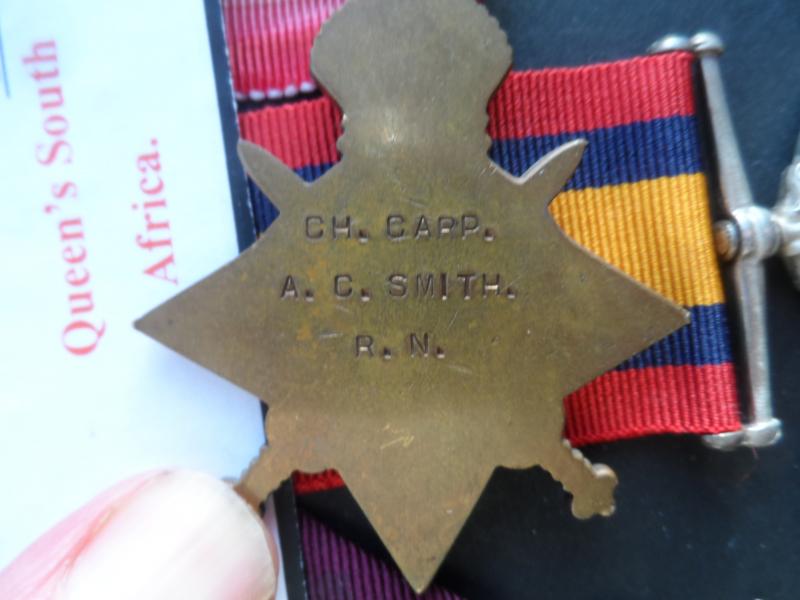 Queen's South
Africa.
CH. CARP.
A. C. SMITH.
R. N.